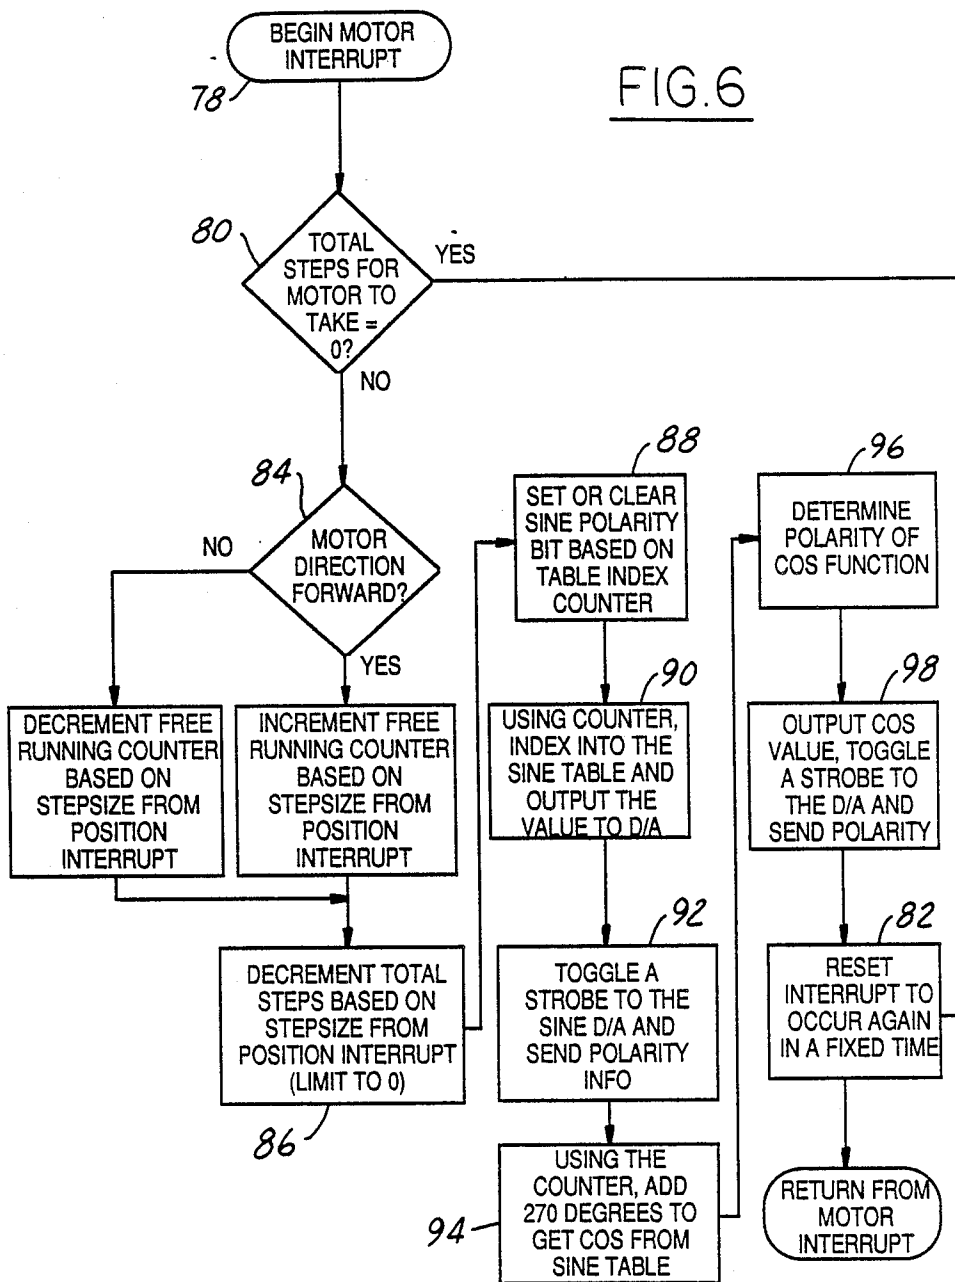 BEGIN MOTOR
INTERRUPT
78
FIG.6
80
TOTAL
STEPS FOR
MOTOR TO
TAKE =
0?
YES
NO
84
MOTOR
DIRECTION
FORWARD?
NO
YES
DECREMENT FREE
RUNNING COUNTER
BASED ON
STEPSIZE FROM
POSITION
INTERRUPT
INCREMENT FREE
RUNNING COUNTER
BASED ON
STEPSIZE FROM
POSITION
INTERRUPT
DECREMENT TOTAL
STEPS BASED ON
STEPSIZE FROM
POSITION INTERRUPT
(LIMIT TO 0)
86
88
SET OR CLEAR
SINE POLARITY
BIT BASED ON
TABLE INDEX
COUNTER
90
USING COUNTER,
INDEX INTO THE
SINE TABLE AND
OUTPUT THE
VALUE TO D/A
92
TOGGLE A
STROBE TO THE
SINE D/A AND
SEND POLARITY
INFO
USING THE
COUNTER, ADD
270 DEGREES TO
GET COS FROM
SINE TABLE
94
96
DETERMINE
POLARITY OF
COS FUNCTION
98
OUTPUT COS
VALUE, TOGGLE
A STROBE TO
THE D/A AND
SEND POLARITY
82
RESET
INTERRUPT TO
OCCUR AGAIN
IN A FIXED TIME
RETURN FROM
MOTOR
INTERRUPT